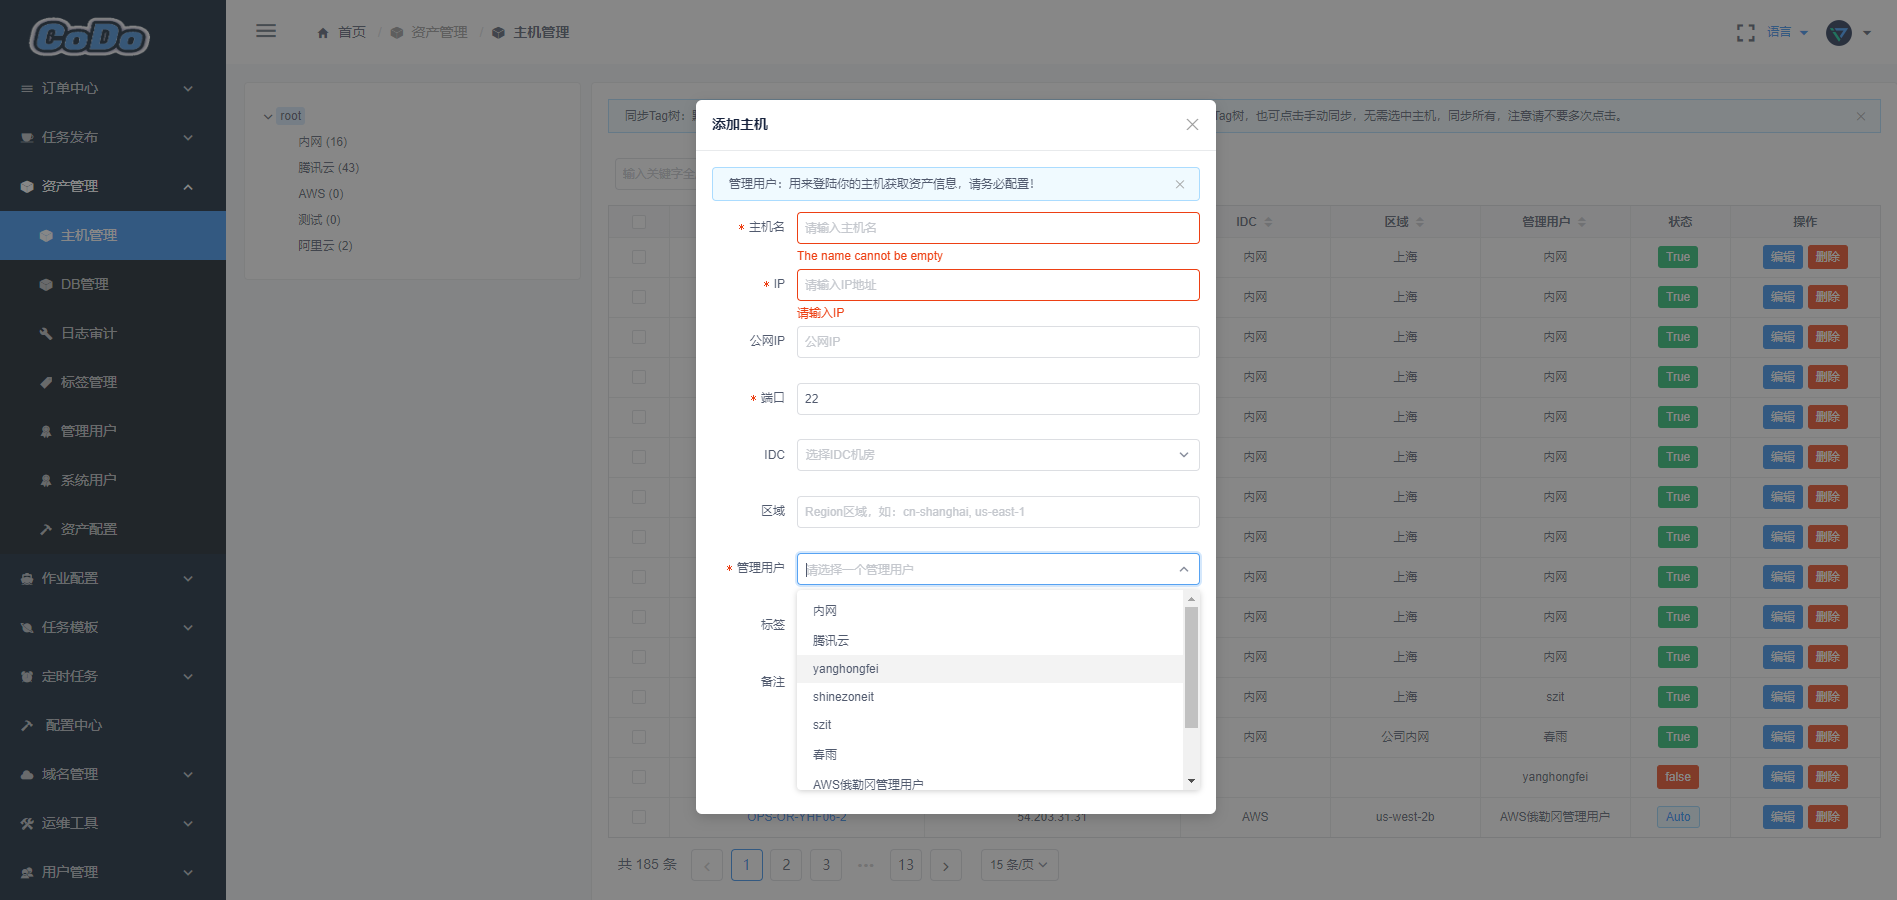 CoDo
订单中心
任务发布
资产管理
主机管理
DB管理
日志审计
标签管理
管理用户
系统用户
资产配置
作业配置
任务模板
定时任务
配置中心
域名管理
运维工具
用户管理
首页 / 资产管理 / 主机管理
语言
root
内网 (16)
腾讯云 (43)
AWS (0)
测试 (0)
阿里云 (2)
同步Tag树：
Tag树，也可点击手动同步，无需选中主机，同步所有，注意请不要多次点击。
输入关键字全
添加主机
管理用户：用来登陆你的主机获取资产信息，请务必配置！
* 主机名 请输入主机名
The name cannot be empty
* IP 请输入IP地址
请输入IP
公网IP 公网IP
* 端口 22
IDC 选择IDC机房
区域 Region区域，如：cn-shanghai, us-east-1
* 管理用户 请选择一个管理用户
标签
备注
内网
腾讯云
yanghongfei
shinezoneit
szit
春雨
AWS俄勒冈管理用户
IDC 区域 管理用户 状态 操作
内网 上海 内网 True 编辑 删除
内网 上海 内网 True 编辑 删除
内网 上海 内网 True 编辑 删除
内网 上海 内网 True 编辑 删除
内网 上海 内网 True 编辑 删除
内网 上海 内网 True 编辑 删除
内网 上海 内网 True 编辑 删除
内网 上海 内网 True 编辑 删除
内网 上海 内网 True 编辑 删除
内网 上海 内网 True 编辑 删除
内网 上海 内网 True 编辑 删除
内网 上海 szit True 编辑 删除
内网 公司内网 春雨 True 编辑 删除
yanghongfei false 编辑 删除
OPS-OR-YHF06-2 54.203.31.31 AWS us-west-2b AWS俄勒冈管理用户 Auto 编辑 删除
共 185 条 1 2 3 ··· 13 15 条/页